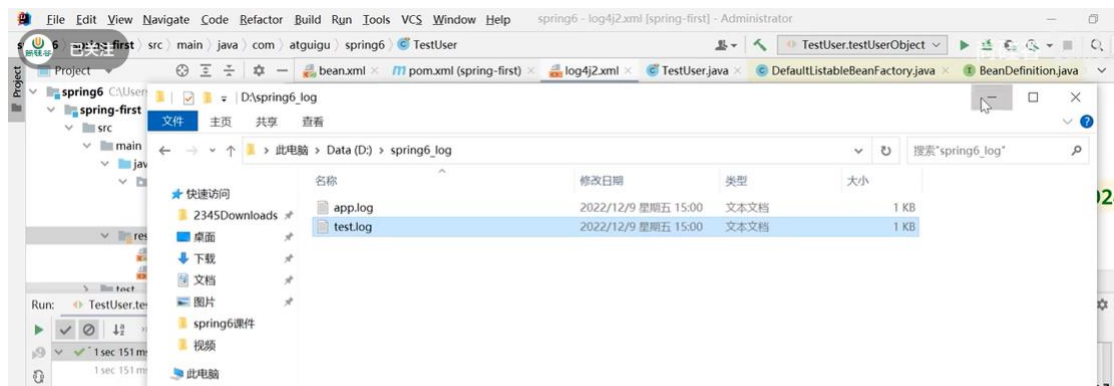 File Edit View Navigate Code Refactor Build Run Tools VCS Window Help spring6 - log4j2.xml [spring-first] - Administrator
已关注 src main java com atguigu spring6 TestUser TestUser.testUserObject
Project bean.xml pom.xml (spring-first) log4j2.xml TestUser.java DefaultListableBeanFactory.java BeanDefinition.java
Project
spring6 C:\User
D:\spring6_log
spring-first
文件 主页 共享 查看
src
main
此电脑 Data (D:) spring6_log 搜索"spring6_log"
jav
名称 修改日期 类型 大小
快速访问
app.log 2022/12/9 星期五 15:00 文本文档 1 KB
2345Downloads
test.log 2022/12/9 星期五 15:00 文本文档 1 KB
res
桌面
下载
文档
test
图片
Run: TestUser.te
spring6课件
视频
1 sec 151 m
1 sec 151 m
此电脑